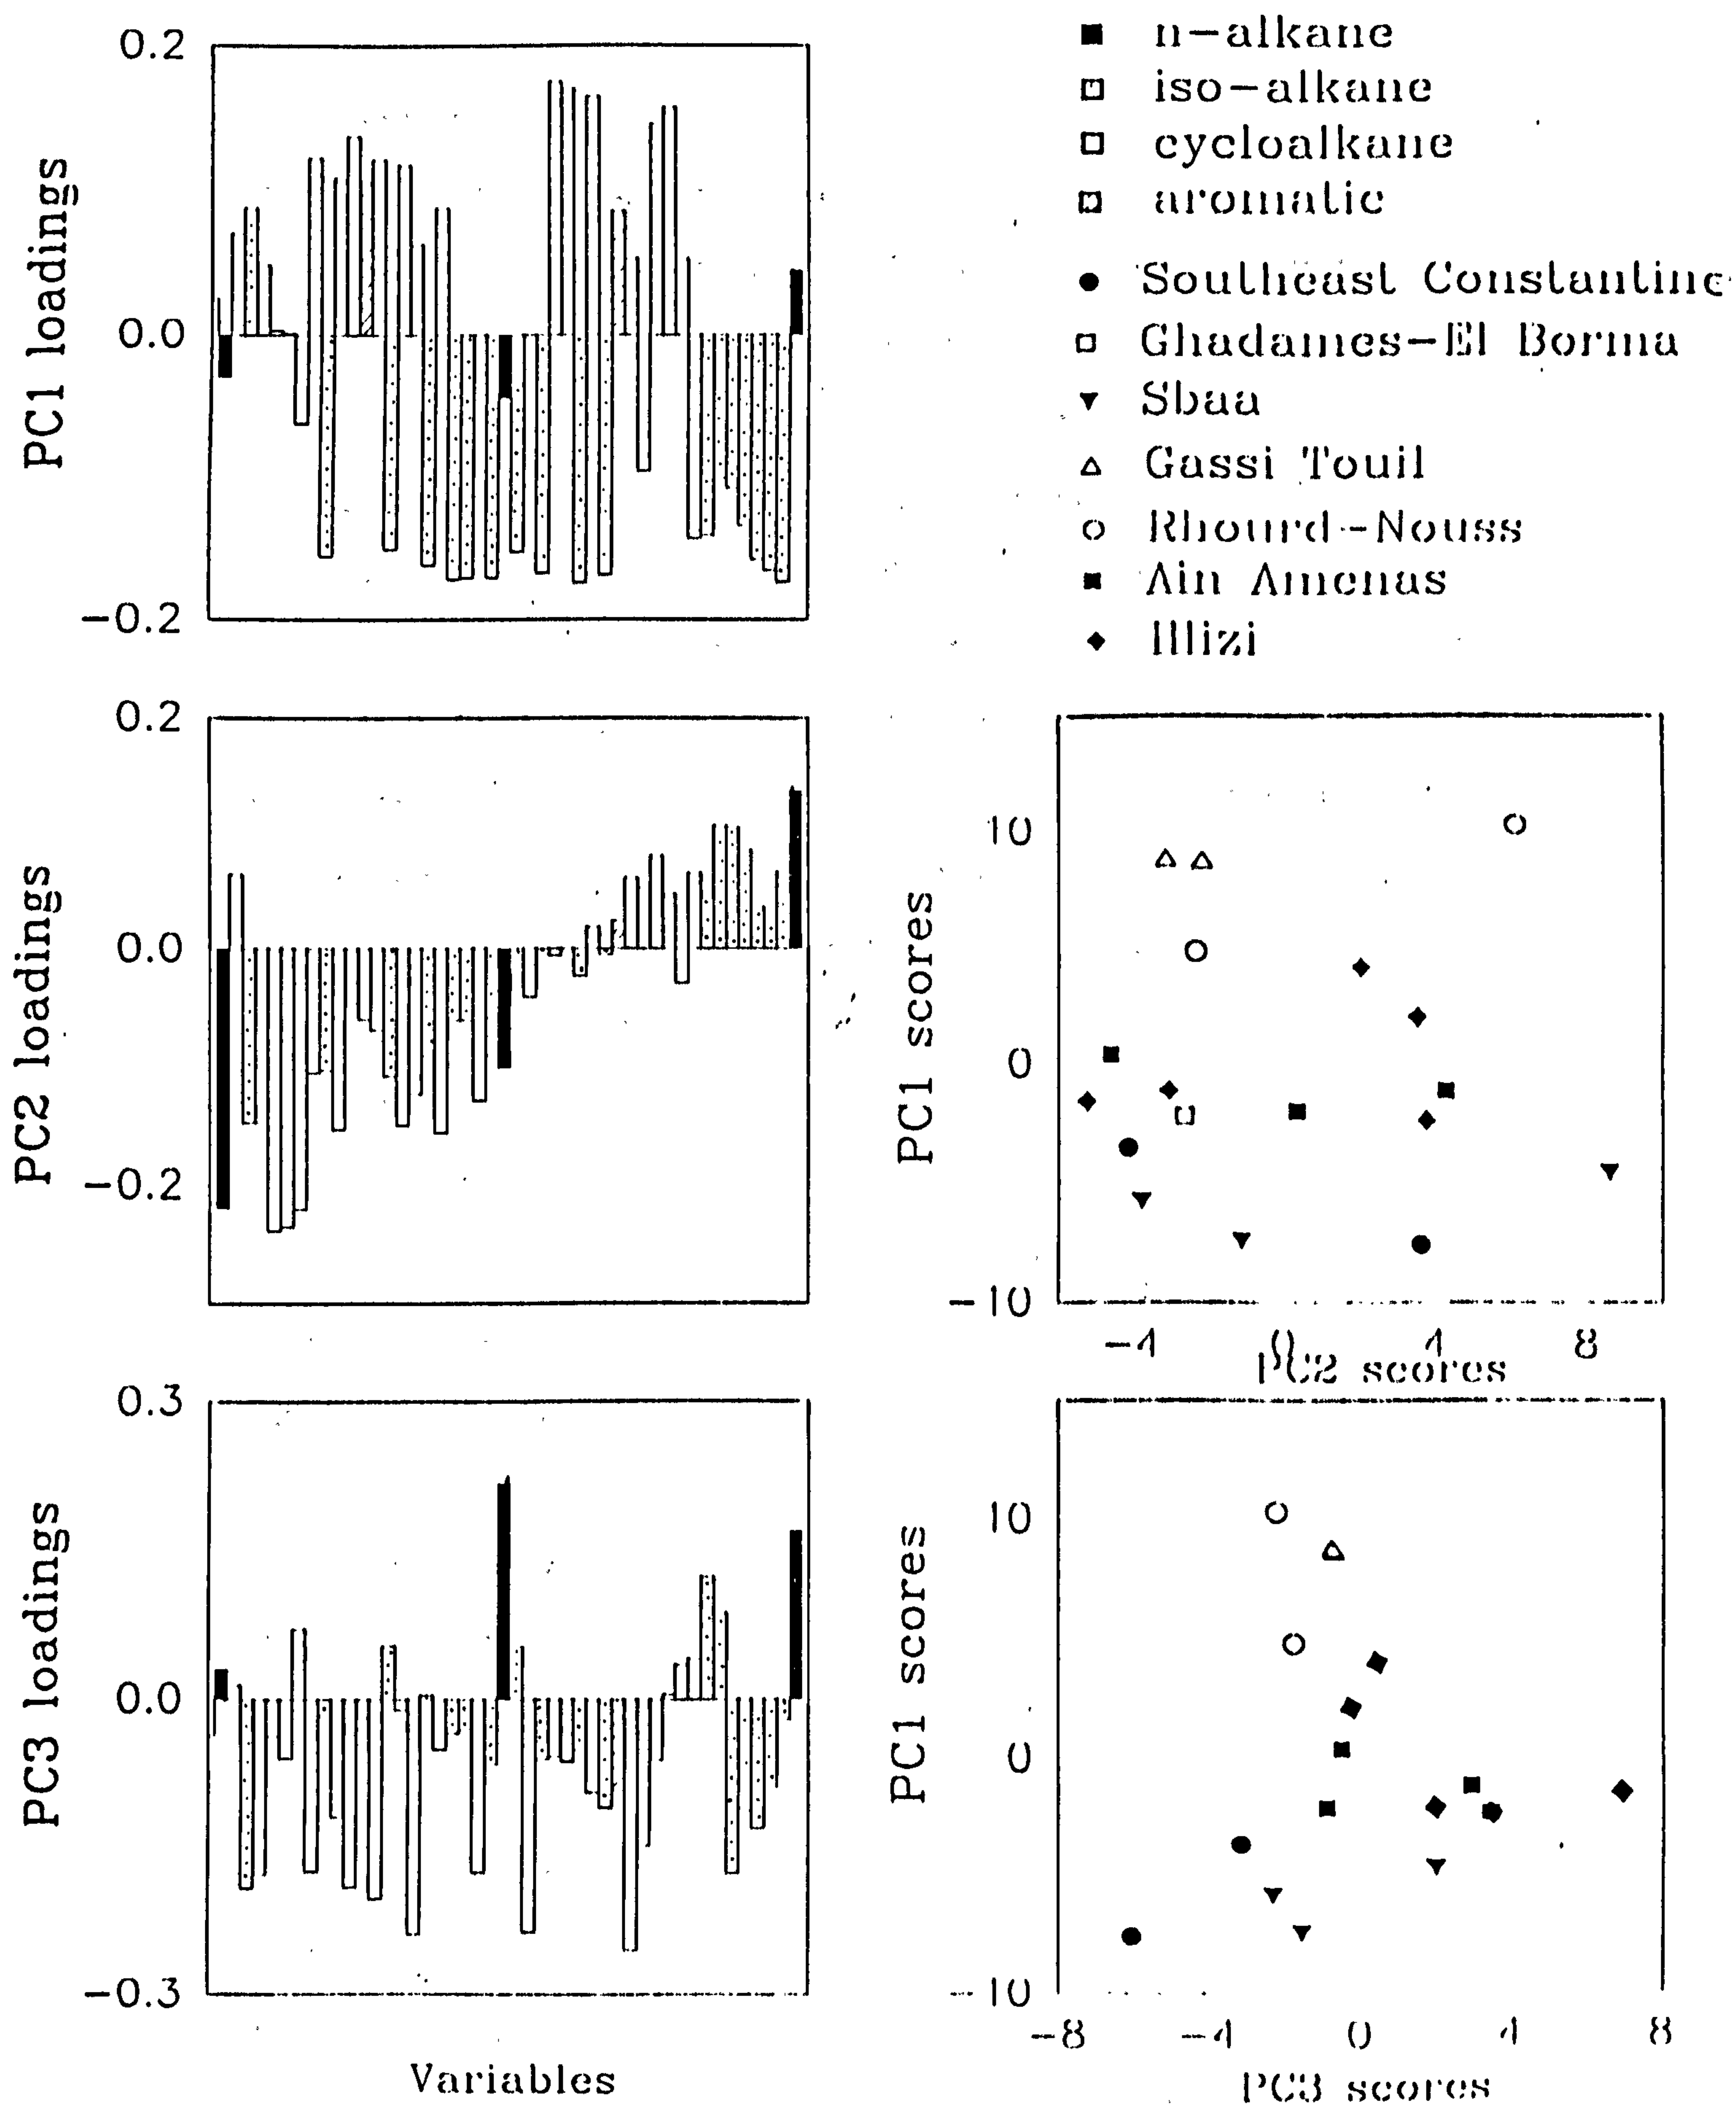 0.2
PC1 loadings
0.0
-0.2
n-alkane
iso-alkane
cycloalkane
aromatic
Southeast Constantine
Ghadames-El Borma
Sbaa
Gassi Touil
Rhourd-Nouss
Ain Amenas
Illizi
0.2
PC2 loadings
0.0
-0.2
10
PC1 scores
0
-10
-4 0 4 8
PC2 scores
0.3
PC3 loadings
0.0
-0.3
Variables
10
PC1 scores
0
-10
-8 -4 0 4 8
PC3 scores